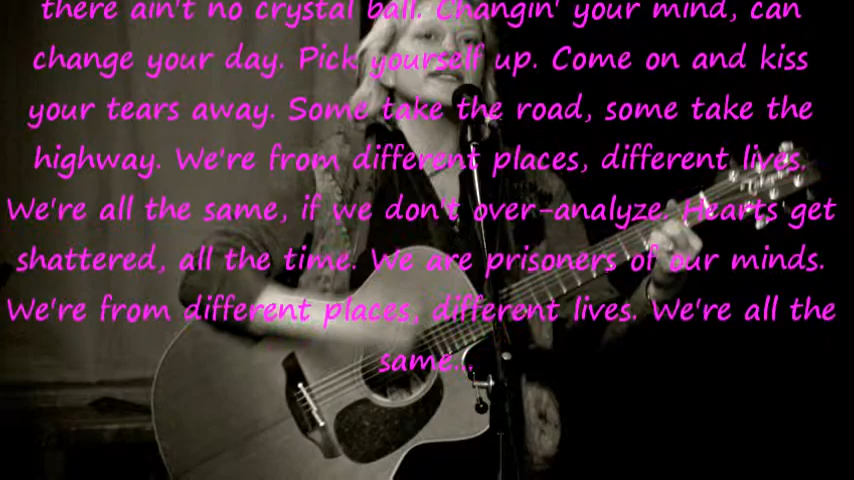 there ain't no crystal ball. Changin' your mind, can
change your day. Pick yourself up. Come on and kiss
your tears away. Some take the road, some take the
highway. We're from different places, different lives.
We're all the same, if we don't over-analyze. Hearts get
shattered, all the time. We are prisoners of our minds.
We're from different places, different lives. We're all the
same...